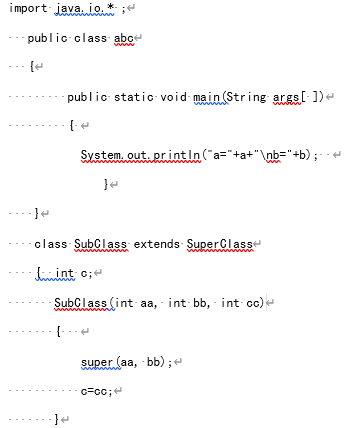 import java.io.* ;
public class abc
{
public static void main(String args[ ])
{
System.out.println("a="+a+"\nb="+b);
}
}
class SubClass extends SuperClass
{ int c;
SubClass(int aa, int bb, int cc)
{
super(aa, bb);
c=cc;
}